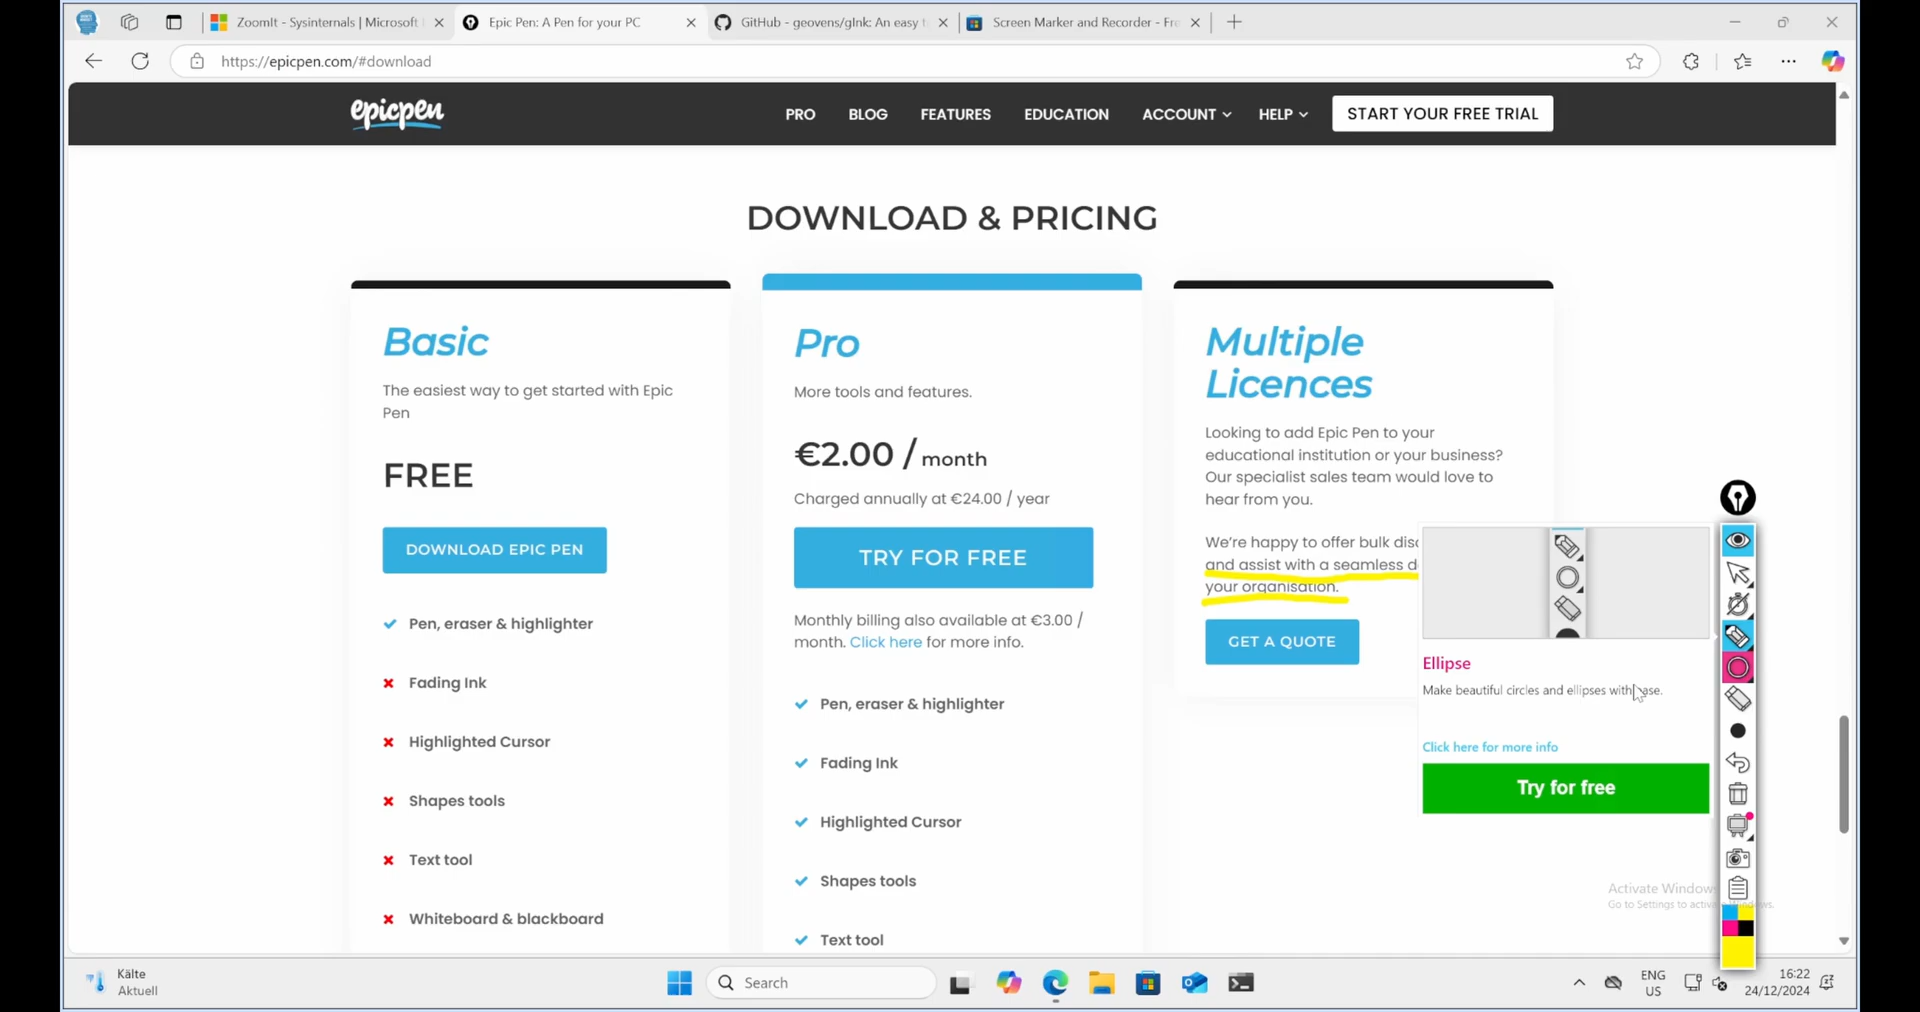 ZoomIt - Sysinternals | Microsoft
Epic Pen: A Pen for your PC
GitHub - geovens/gInk: An easy
Screen Marker and Recorder - Fre
https://epicpen.com/#download
epicpen
PRO
BLOG
FEATURES
EDUCATION
ACCOUNT
HELP
START YOUR FREE TRIAL
DOWNLOAD & PRICING
Basic
The easiest way to get started with Epic
Pen
FREE
DOWNLOAD EPIC PEN
Pen, eraser & highlighter
Fading Ink
Highlighted Cursor
Shapes tools
Text tool
Whiteboard & blackboard
Pro
More tools and features.
€2.00 / month
Charged annually at €24.00 / year
TRY FOR FREE
Monthly billing also available at €3.00 /
month. Click here for more info.
Pen, eraser & highlighter
Fading Ink
Highlighted Cursor
Shapes tools
Text tool
Multiple
Licences
Looking to add Epic Pen to your
educational institution or your business?
Our specialist sales team would love to
hear from you.
We're happy to offer bulk disc
and assist with a seamless d
your organisation.
GET A QUOTE
Ellipse
Make beautiful circles and ellipses with ease.
Click here for more info
Try for free
Activate Windows
Go to Settings to activate Windows.
Kälte
Aktuell
Search
ENG
US
16:22
24/12/2024